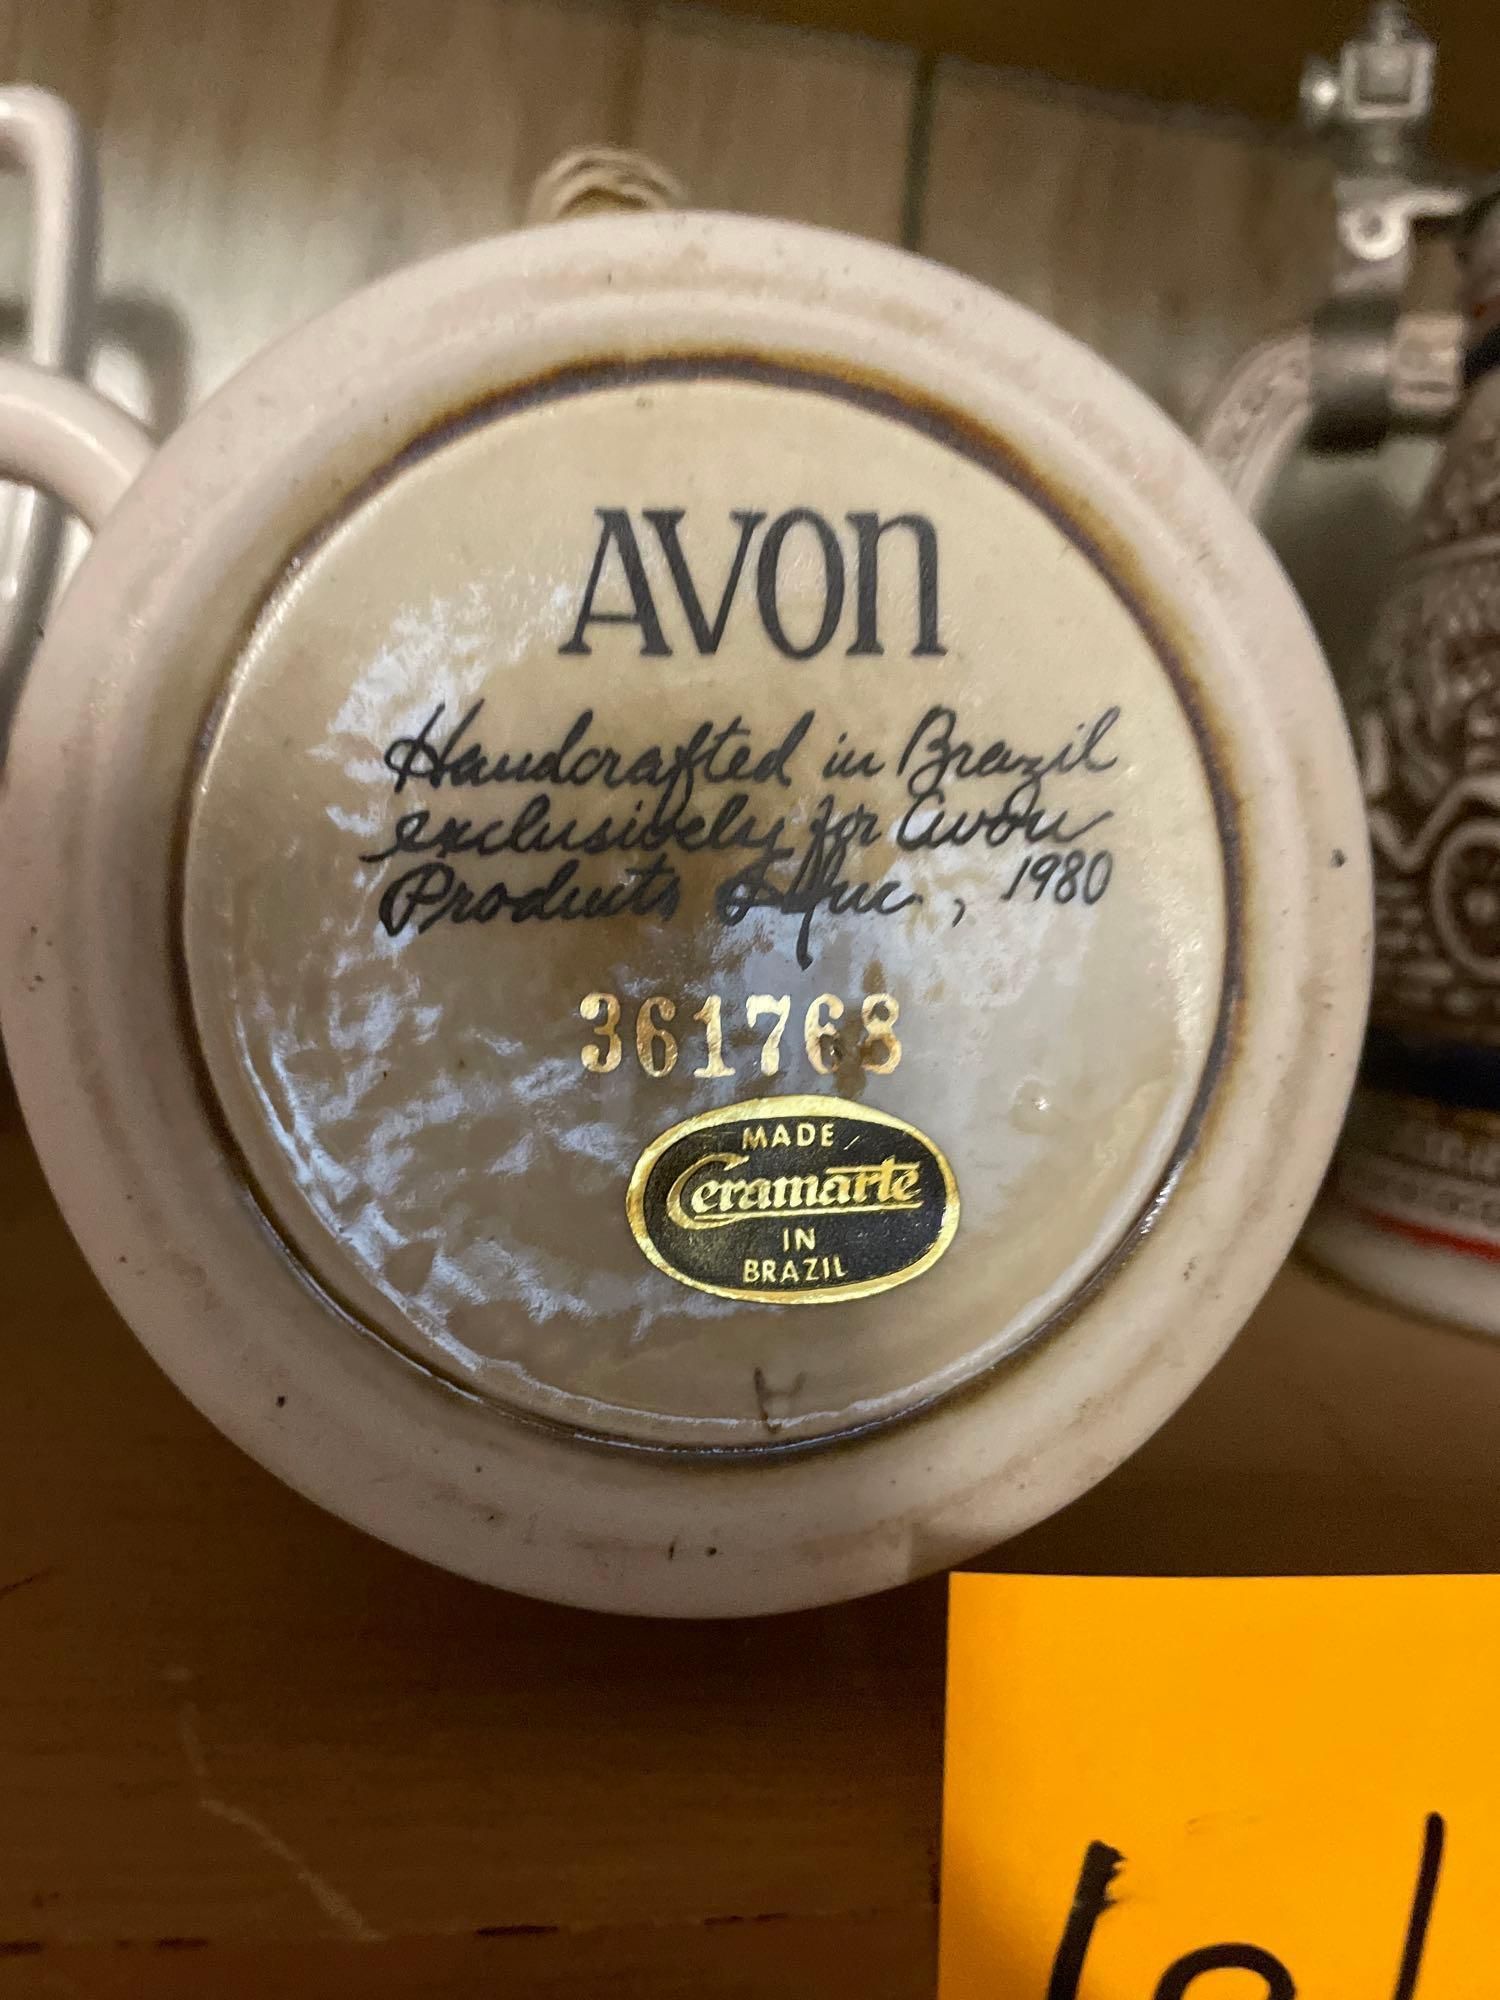 AVON
Handcrafted in Brazil
exclusively for Avon
Products, Inc., 1980
361768
MADE
Ceramarte
IN
BRAZIL
H